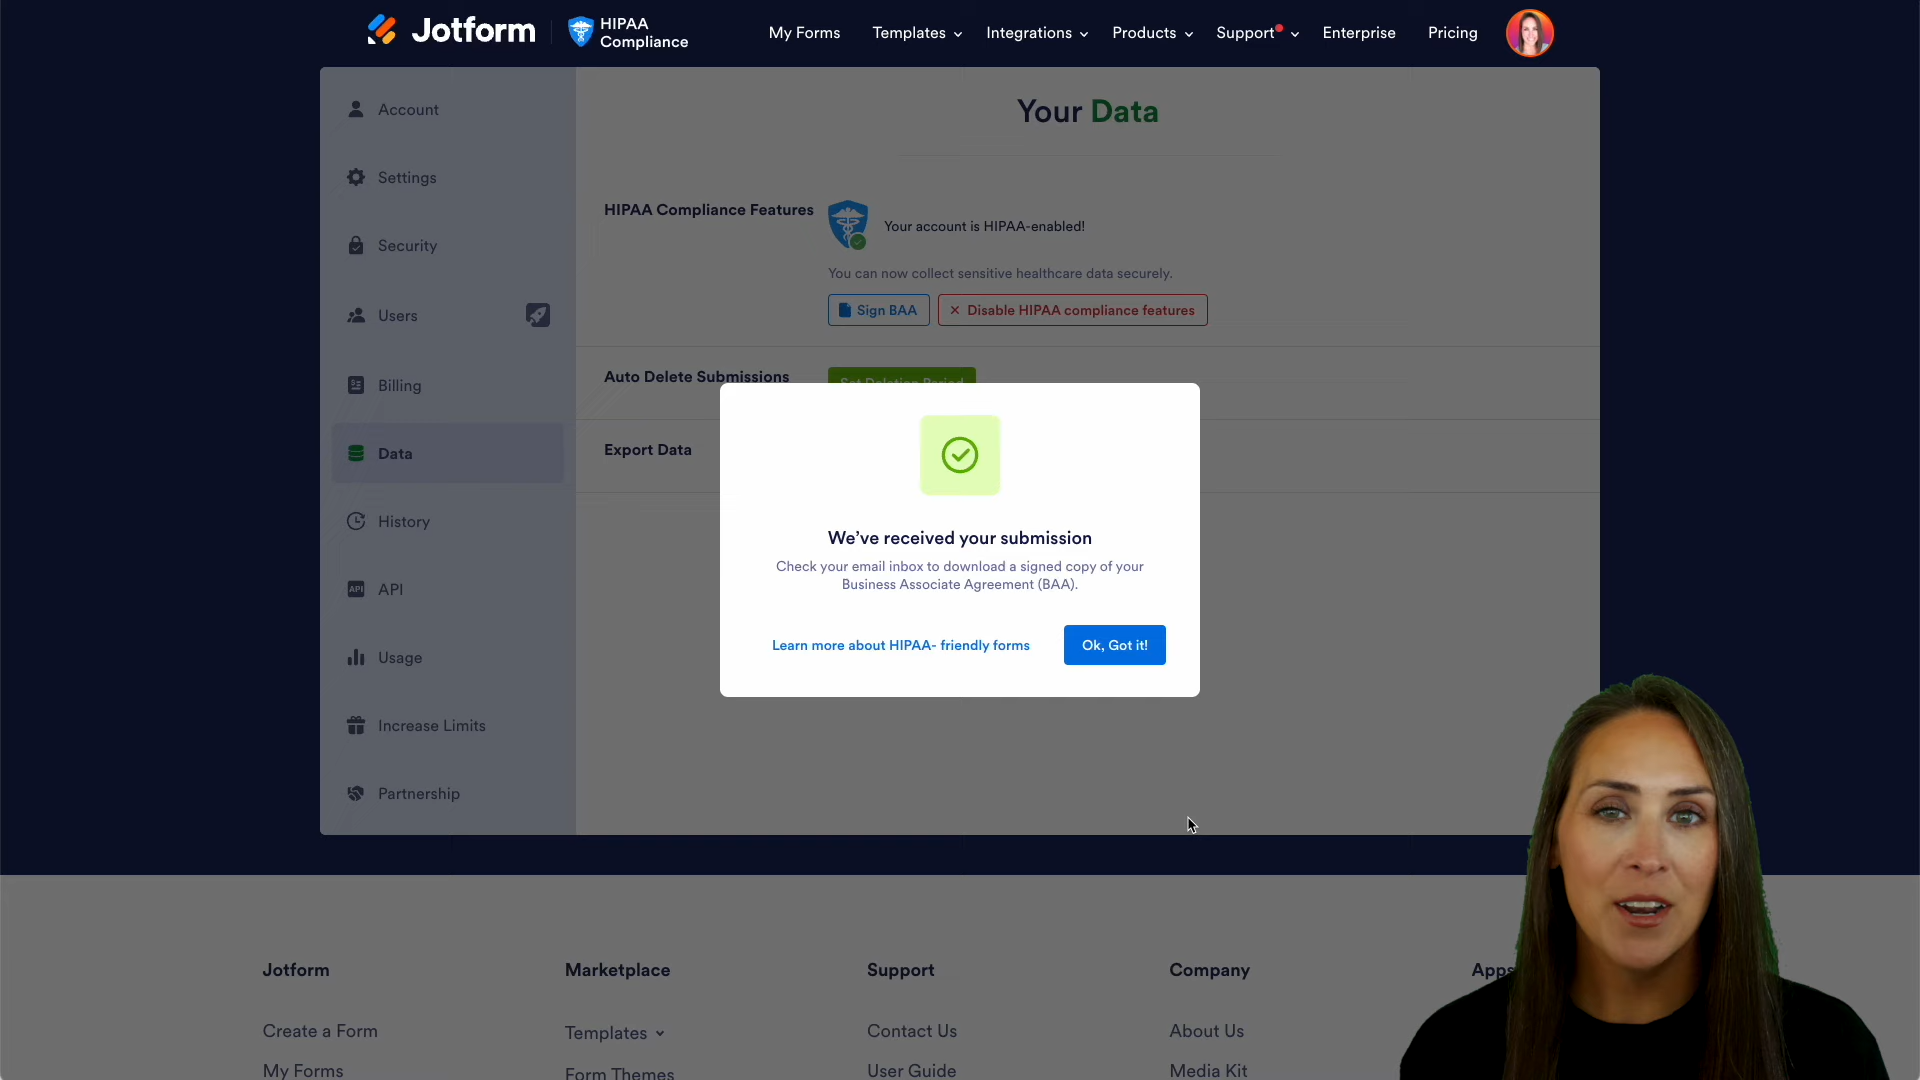 Jotform
HIPAA
Compliance
My Forms
Templates
Integrations
Products
Support
Enterprise
Pricing
Account
Settings
Security
Users
Billing
Data
History
API
API
Usage
Increase Limits
Partnership
Your Data
HIPAA Compliance Features
Your account is HIPAA-enabled!
You can now collect sensitive healthcare data securely.
Sign BAA
Disable HIPAA compliance features
Auto Delete Submissions
Set Deletion Period
Export Data
We've received your submission
Check your email inbox to download a signed copy of your
Business Associate Agreement (BAA).
Learn more about HIPAA- friendly forms
Ok, Got it!
Jotform
Create a Form
My Forms
Marketplace
Templates
Form Themes
Support
Contact Us
User Guide
Company
About Us
Media Kit
Apps